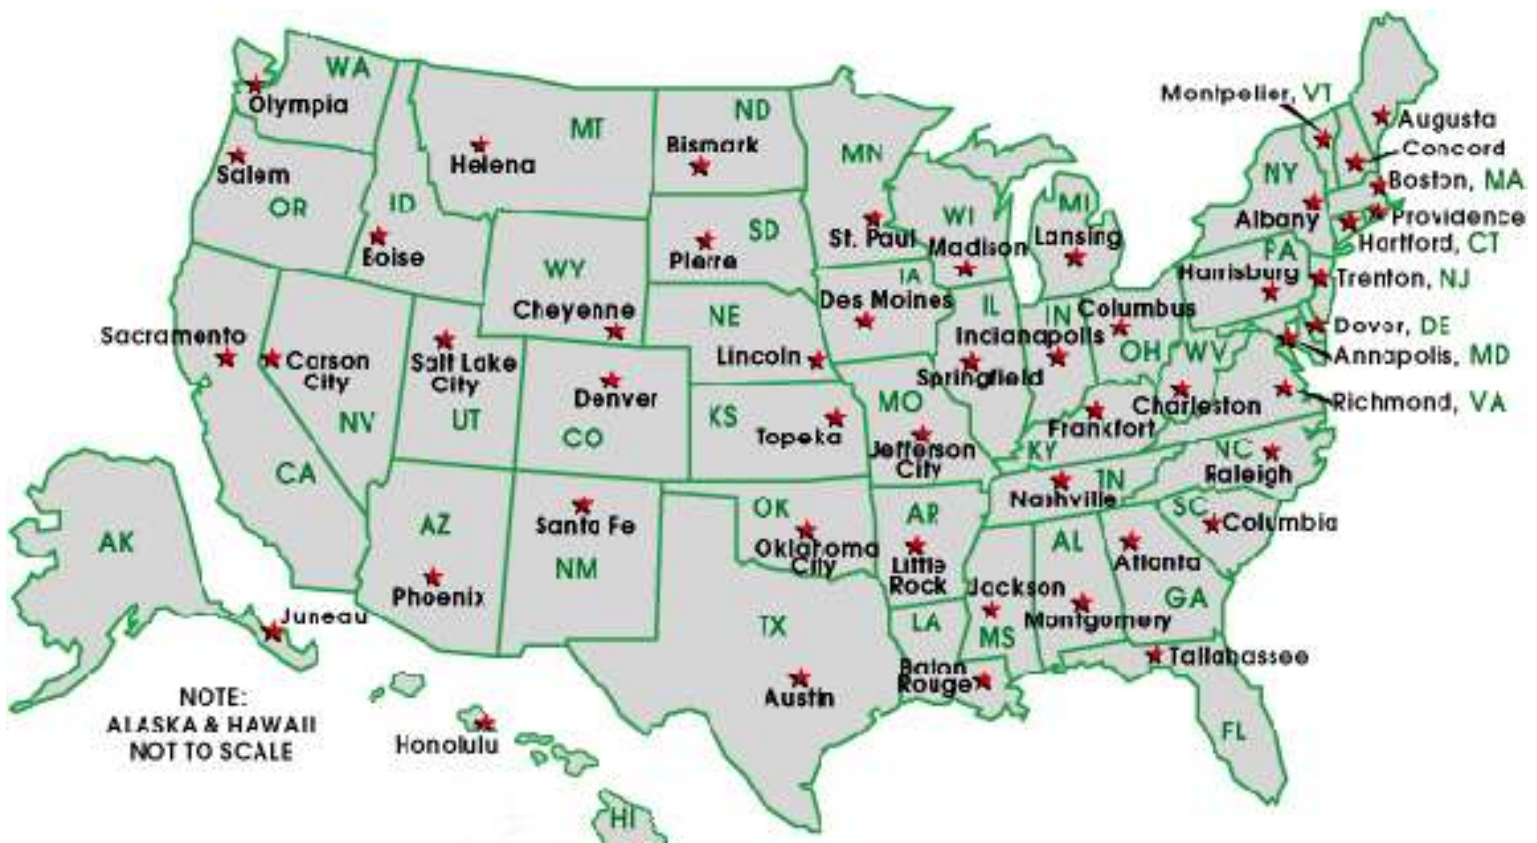 WA
Olympia
MT
Helena
ND
Bismark
MN
Montpelier, VT
Augusta
Concord
Salem
OR
ID
Boise
NY
Boston, MA
Albany
Providence
Hartford, CT
WY
Cheyenne
SD
Pierre
St. Paul
WI
Madison
MI
Lansing
PA
Harrisburg
Trenton, NJ
IA
Des Moines
NE
Lincoln
IL
Springfield
IN
Indianapolis
Columbus
OH
WV
Charleston
Dover, DE
Annapolis, MD
Richmond, VA
Sacramento
Carson
City
NV
CA
Salt Lake
City
UT
Denver
CO
KS
Topeka
MO
Jefferson
City
KY
Frankfort
NC
Raleigh
TN
Nashville
SC
Columbia
AZ
Phoenix
Santa Fe
NM
OK
Oklahoma
City
AR
Little
Rock
AL
Montgomery
Atlanta
GA
Jackson
MS
TX
Austin
LA
Baton
Rouge
Tallahassee
FL
AK
Juneau
NOTE:
ALASKA & HAWAII
NOT TO SCALE
Honolulu
HI